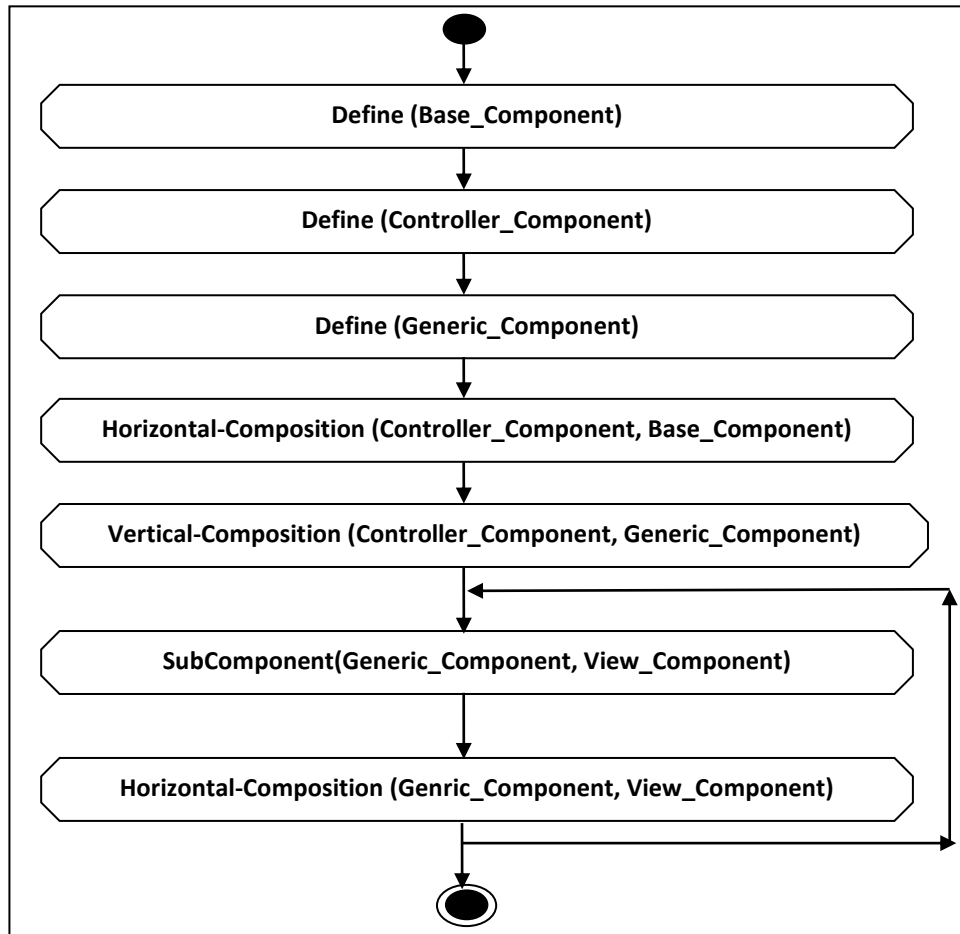 Define (Base_Component)
Define (Controller_Component)
Define (Generic_Component)
Horizontal-Composition (Controller_Component, Base_Component)
Vertical-Composition (Controller_Component, Generic_Component)
SubComponent(Generic_Component, View_Component)
Horizontal-Composition (Genric_Component, View_Component)